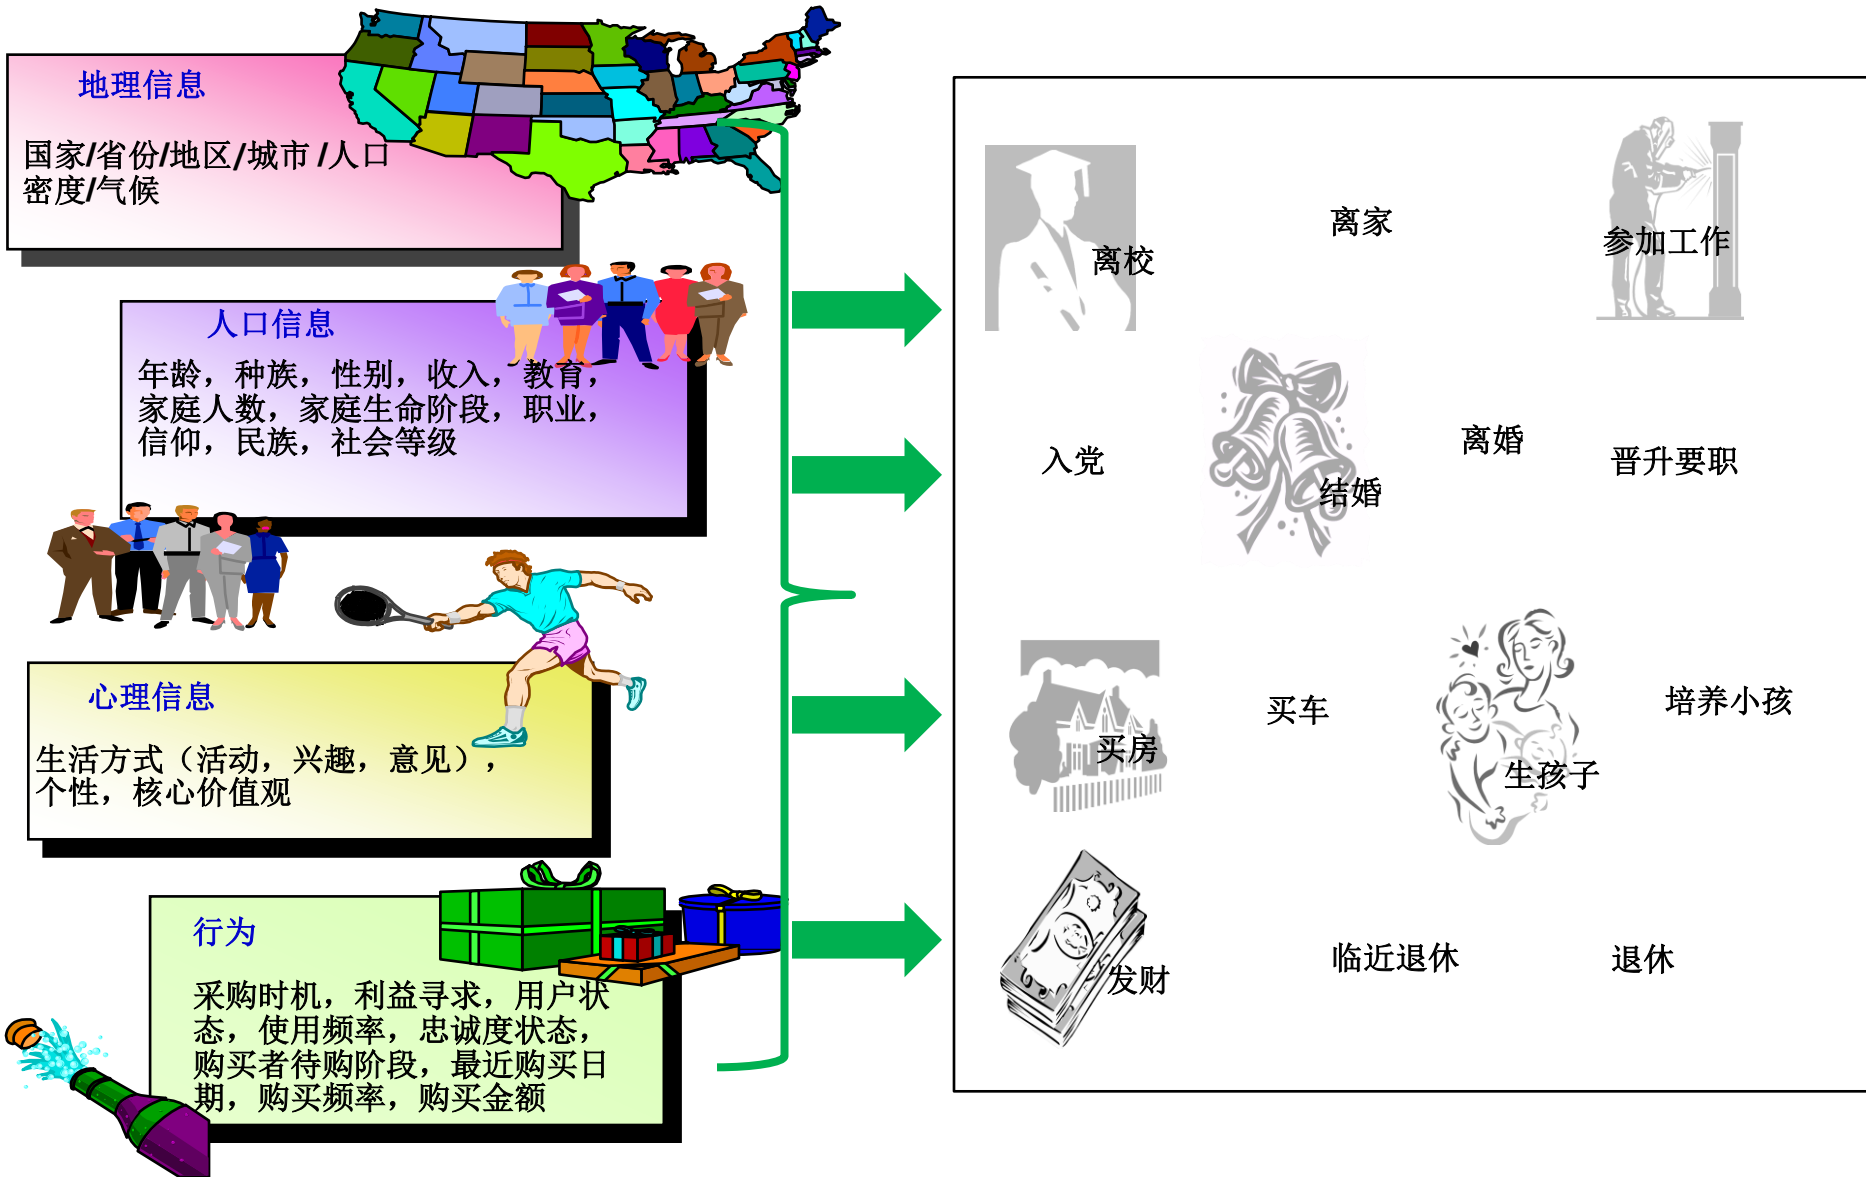 地理信息
国家/省份/地区/城市 /人口
密度/气候
人口信息
年龄，种族，性别，收入，教育，
家庭人数，家庭生命阶段，职业，
信仰，民族，社会等级
心理信息
生活方式（活动，兴趣，意见），
个性，核心价值观
行为
采购时机，利益寻求，用户状
态，使用频率，忠诚度状态，
购买者待购阶段，最近购买日
期，购买频率，购买金额
离校
离家
参加工作
入党
结婚
离婚
晋升要职
买房
买车
生孩子
培养小孩
发财
临近退休
退休